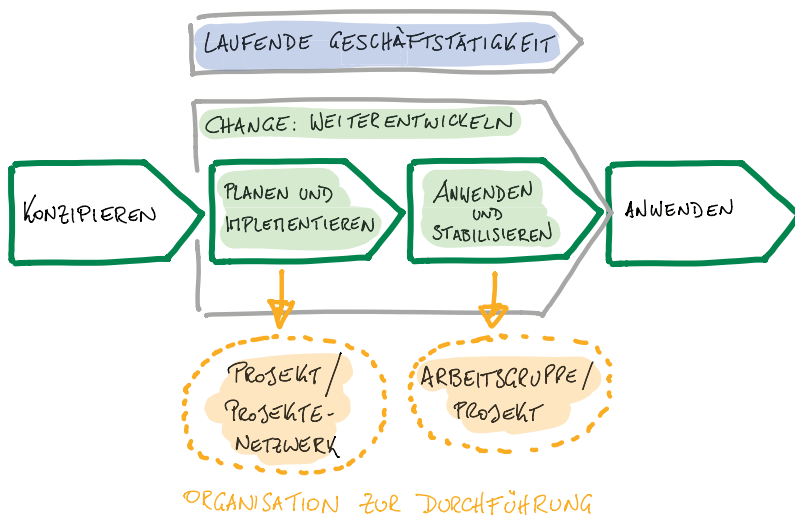 LAUFENDE GESCHÄFTSTÄTIGKEIT
CHANGE: WEITERENTWICKELN
KONZIPIEREN
PLANEN UND
IMPLEMENTIEREN
ANWENDEN
UND
STABILISIEREN
ANWENDEN
PROJEKT/
PROJEKTE-
NETZWERK
ARBEITSGRUPPE/
PROJEKT
ORGANISATION ZUR DURCHFÜHRUNG